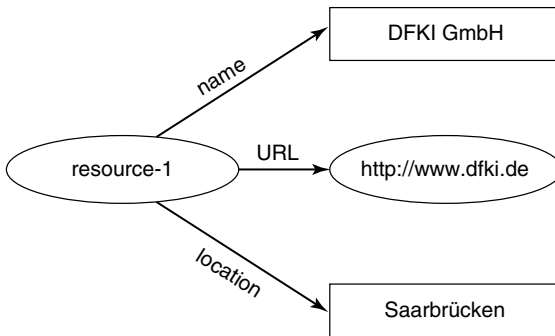 DFKI GmbH
name
resource-1
URL
http://www.dfki.de
location
Saarbrücken